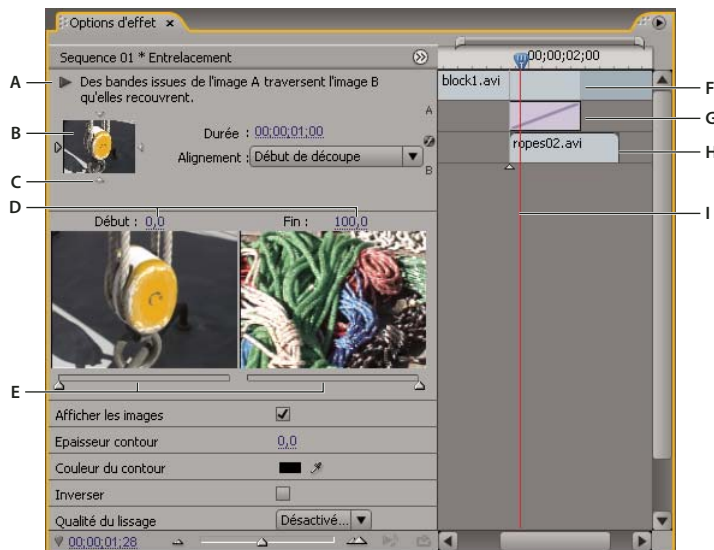 Options d'effet
Sequence 01 * Entrelacement
00;00;02;00
A
Des bandes issues de l'image A traversent l'image B
qu'elles recouvrent.
block1.avi
F
A
G
B
Durée : 00;00;01;00
Alignement : Début de découpe
B
ropes02.avi
H
C
D
I
Début : 0,0
Fin : 100,0
E
Afficher les images
Epaisseur contour
0,0
Couleur du contour
Inverser
Qualité du lissage
Désactivé...
00;00;01;28